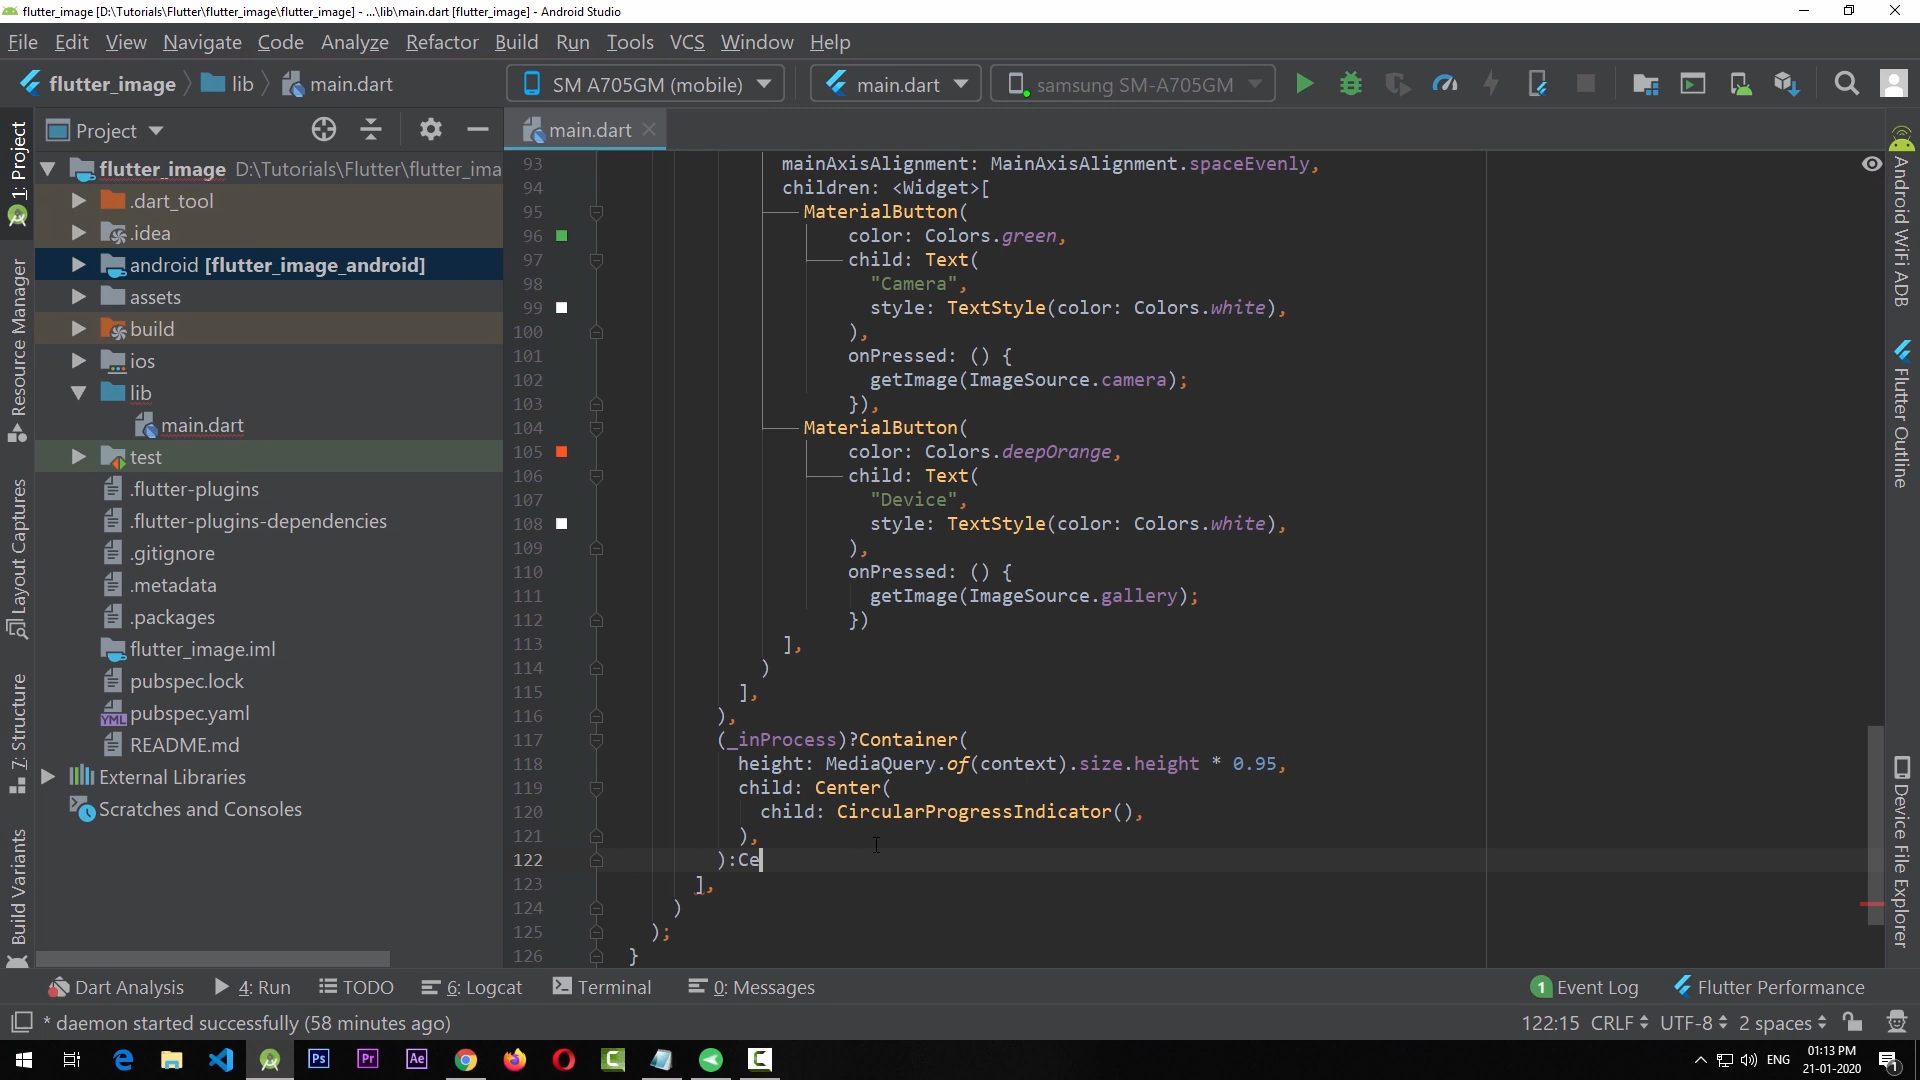 flutter_image [D:\Tutorials\Flutter\flutter_image\flutter_image] - ...\lib\main.dart [flutter_image] - Android Studio
File Edit View Navigate Code Analyze Refactor Build Run Tools VCS Window Help
flutter_image lib main.dart SM A705GM (mobile) main.dart samsung SM-A705GM
Project main.dart
flutter_image D:\Tutorials\Flutter\flutter_ima
.dart_tool
.idea
android [flutter_image_android]
assets
build
ios
lib
main.dart
test
.flutter-plugins
.flutter-plugins-dependencies
.gitignore
.metadata
.packages
flutter_image.iml
pubspec.lock
YML pubspec.yaml
README.md
External Libraries
Scratches and Consoles
1: Project
Resource Manager
Layout Captures
7: Structure
Build Variants
93 mainAxisAlignment: MainAxisAlignment.spaceEvenly,
94 children: <Widget>[
95 MaterialButton(
96 color: Colors.green,
97 child: Text(
98 "Camera",
99 style: TextStyle(color: Colors.white),
100 ),
101 onPressed: () {
102 getImage(ImageSource.camera);
103 }),
104 MaterialButton(
105 color: Colors.deepOrange,
106 child: Text(
107 "Device",
108 style: TextStyle(color: Colors.white),
109 ),
110 onPressed: () {
111 getImage(ImageSource.gallery);
112 })
113 ],
114 )
115 ],
116 ),
117 (_inProcess)?Container(
118 height: MediaQuery.of(context).size.height * 0.95,
119 child: Center(
120 child: CircularProgressIndicator(),
121 ),
122 ):Ce
123 ],
124 )
125 );
126 }
Android WiFi ADB
Flutter Outline
Device File Explorer
Dart Analysis 4: Run TODO 6: Logcat Terminal 0: Messages 1 Event Log Flutter Performance
* daemon started successfully (58 minutes ago) 122:15 CRLF UTF-8 2 spaces
Ps Pr Ae ENG 01:13 PM
21-01-2020 1